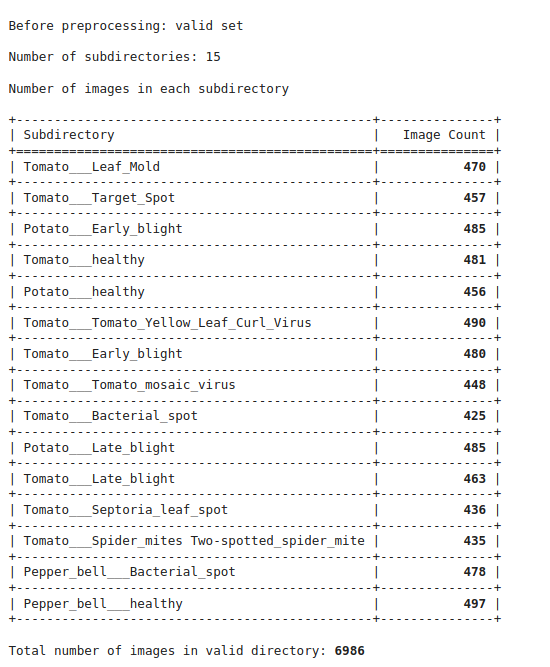 Before preprocessing: valid set
Number of subdirectories: 15
Number of images in each subdirectory
+-----------------------------------------------+---------------+
| Subdirectory                                  |   Image Count |
+===============================================+===============+
| Tomato___Leaf_Mold                            |           470 |
+-----------------------------------------------+---------------+
| Tomato___Target_Spot                          |           457 |
+-----------------------------------------------+---------------+
| Potato___Early_blight                         |           485 |
+-----------------------------------------------+---------------+
| Tomato___healthy                              |           481 |
+-----------------------------------------------+---------------+
| Potato___healthy                              |           456 |
+-----------------------------------------------+---------------+
| Tomato___Tomato_Yellow_Leaf_Curl_Virus        |           490 |
+-----------------------------------------------+---------------+
| Tomato___Early_blight                         |           480 |
+-----------------------------------------------+---------------+
| Tomato___Tomato_mosaic_virus                  |           448 |
+-----------------------------------------------+---------------+
| Tomato___Bacterial_spot                       |           425 |
+-----------------------------------------------+---------------+
| Potato___Late_blight                          |           485 |
+-----------------------------------------------+---------------+
| Tomato___Late_blight                          |           463 |
+-----------------------------------------------+---------------+
| Tomato___Septoria_leaf_spot                   |           436 |
+-----------------------------------------------+---------------+
| Tomato___Spider_mites Two-spotted_spider_mite |           435 |
+-----------------------------------------------+---------------+
| Pepper_bell___Bacterial_spot                  |           478 |
+-----------------------------------------------+---------------+
| Pepper_bell___healthy                         |           497 |
+-----------------------------------------------+---------------+
Total number of images in valid directory: 6986